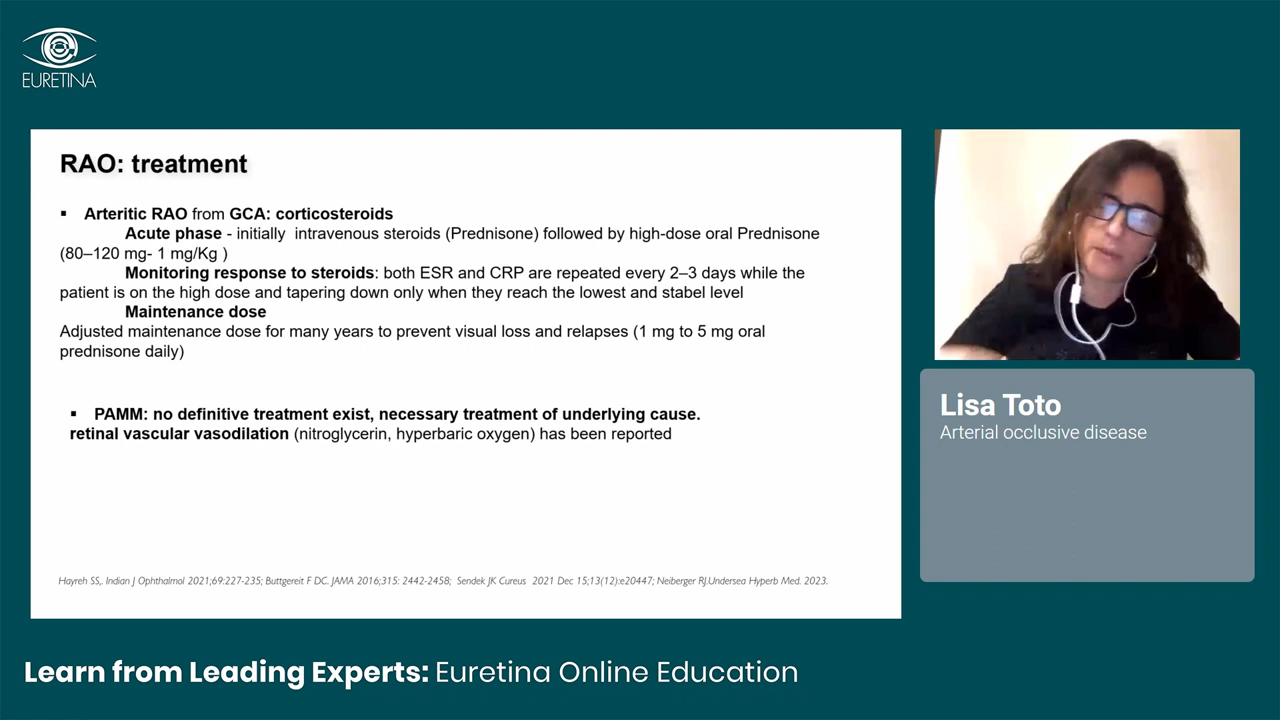 EURETINA
RAO: treatment
▪ Arteritic RAO from GCA: corticosteroids
Acute phase - initially intravenous steroids (Prednisone) followed by high-dose oral Prednisone
(80–120 mg- 1 mg/Kg )
Monitoring response to steroids: both ESR and CRP are repeated every 2–3 days while the
patient is on the high dose and tapering down only when they reach the lowest and stabel level
Maintenance dose
Adjusted maintenance dose for many years to prevent visual loss and relapses (1 mg to 5 mg oral
prednisone daily)
▪ PAMM: no definitive treatment exist, necessary treatment of underlying cause.
retinal vascular vasodilation (nitroglycerin, hyperbaric oxygen) has been reported
Hayreh SS,. Indian J Ophthalmol 2021;69:227-235; Buttgereit F DC. JAMA 2016;315: 2442-2458; Sendek JK Cureus 2021 Dec 15;13(12):e20447; Neiberger RJ.Undersea Hyperb Med. 2023.
Lisa Toto
Arterial occlusive disease
Learn from Leading Experts: Euretina Online Education